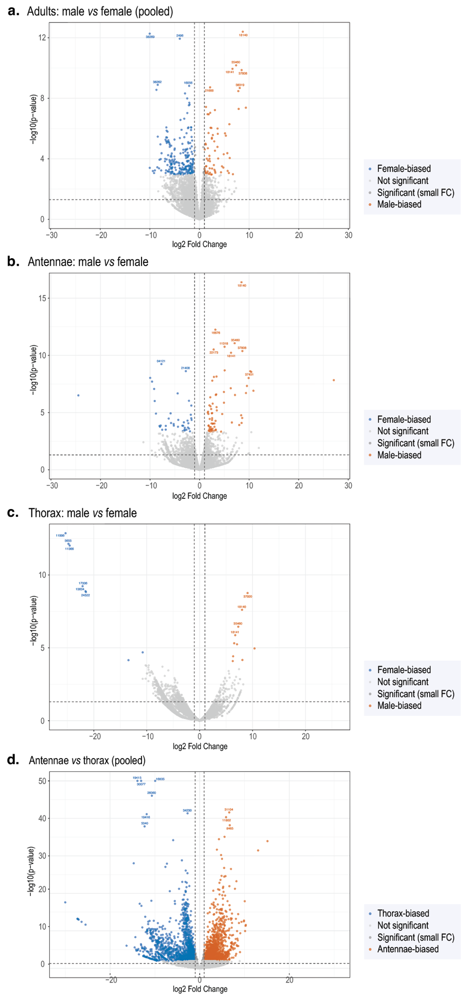 a. Adults: male vs female (pooled)
38269
2496
18140
35460
18141
37808
38262
16056
21668
38319
12
8
4
0
−log10(p−value)
−30 −20 −10 0 10 20 30
log2 Fold Change
Female-biased
Not significant
Significant (small FC)
Male-biased
b. Antennae: male vs female
18140
16676
35460
11318
22173
37808
18141
04121
21408
37451
15
10
5
0
−log10(p−value)
−30 −20 −10 0 10 20 30
log2 Fold Change
Female-biased
Not significant
Significant (small FC)
Male-biased
c. Thorax: male vs female
11996
5655
11366
17336
13634
24522
37920
18140
35460
18141
10
5
0
−log10(p−value)
−20 −10 0 10 20
log2 Fold Change
Female-biased
Not significant
Significant (small FC)
Male-biased
d. Antennae vs thorax (pooled)
19415
30077
16835
26060
34230
19416
5340
31104
11802
8465
50
40
30
20
10
0
−log10(p−value)
−20 0 20
log2 Fold Change
Thorax-biased
Not significant
Significant (small FC)
Antennae-biased